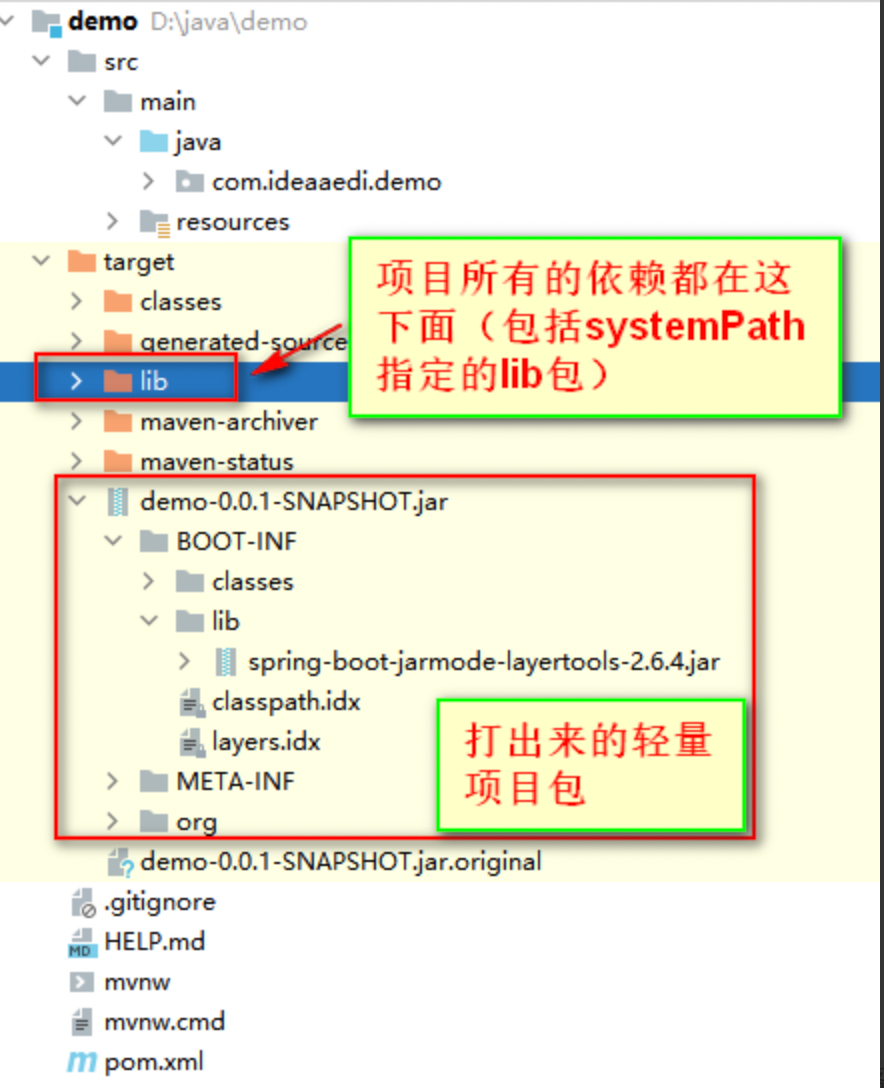 demo D:\java\demo
src
main
java
com.ideaaedi.demo
resources
target
classes
generated-source
lib
项目所有的依赖都在这
下面（包括systemPath
指定的lib包）
maven-archiver
maven-status
demo-0.0.1-SNAPSHOT.jar
BOOT-INF
classes
lib
spring-boot-jarmode-layertools-2.6.4.jar
classpath.idx
layers.idx
META-INF
org
打出来的轻量
项目包
demo-0.0.1-SNAPSHOT.jar.original
.gitignore
MD HELP.md
mvnw
mvnw.cmd
m pom.xml